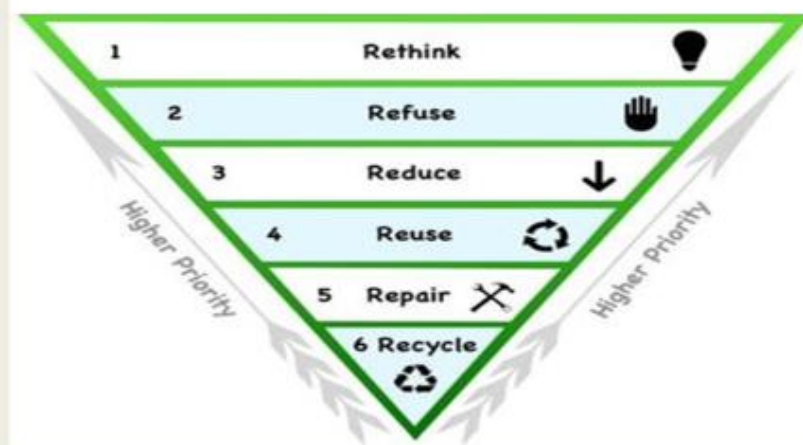 1 Rethink
2 Refuse
3 Reduce
4 Reuse
5 Repair
6 Recycle
Higher Priority
Higher Priority